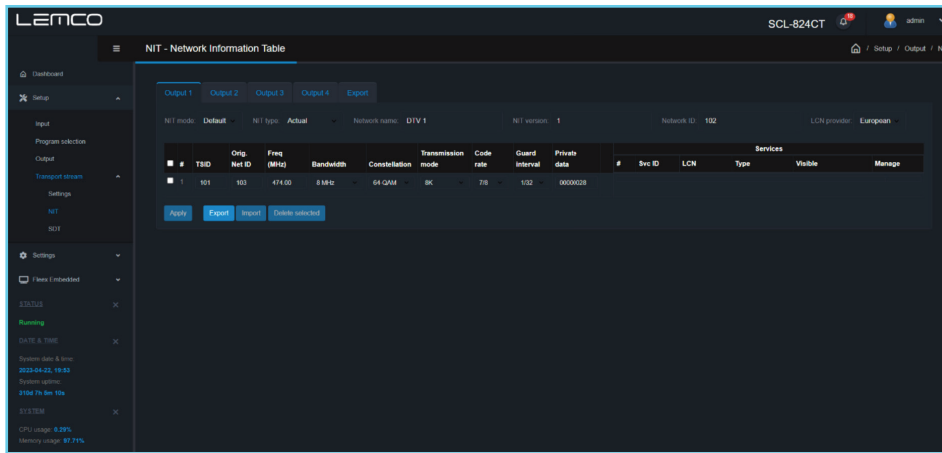 LEMCO
SCL-824CT
18
admin
NIT - Network Information Table
/ Setup / Output / N
Dashboard
Setup
Input
Program selection
Output
Transport stream
Settings
NIT
SDT
Settings
Fleex Embedded
STATUS
Running
DATE & TIME
System date & time:
2023-04-22, 19:53
System uptime:
310d 7h 5m 10s
SYSTEM
CPU usage: 0.29%
Memory usage: 97.71%
Output 1 Output 2 Output 3 Output 4 Export
NIT mode: Default NIT type: Actual Network name: DTV 1 NIT version: 1 Network ID: 102 LCN provider: European
# TSID Orig. Net ID Freq (MHz) Bandwidth Constellation Transmission mode Code rate Guard interval Private data
Services
# Svc ID LCN Type Visible Manage
1 101 103 474.00 8 MHz 64-QAM 8K 7/8 1/32 00000028
Apply Export Import Delete selected